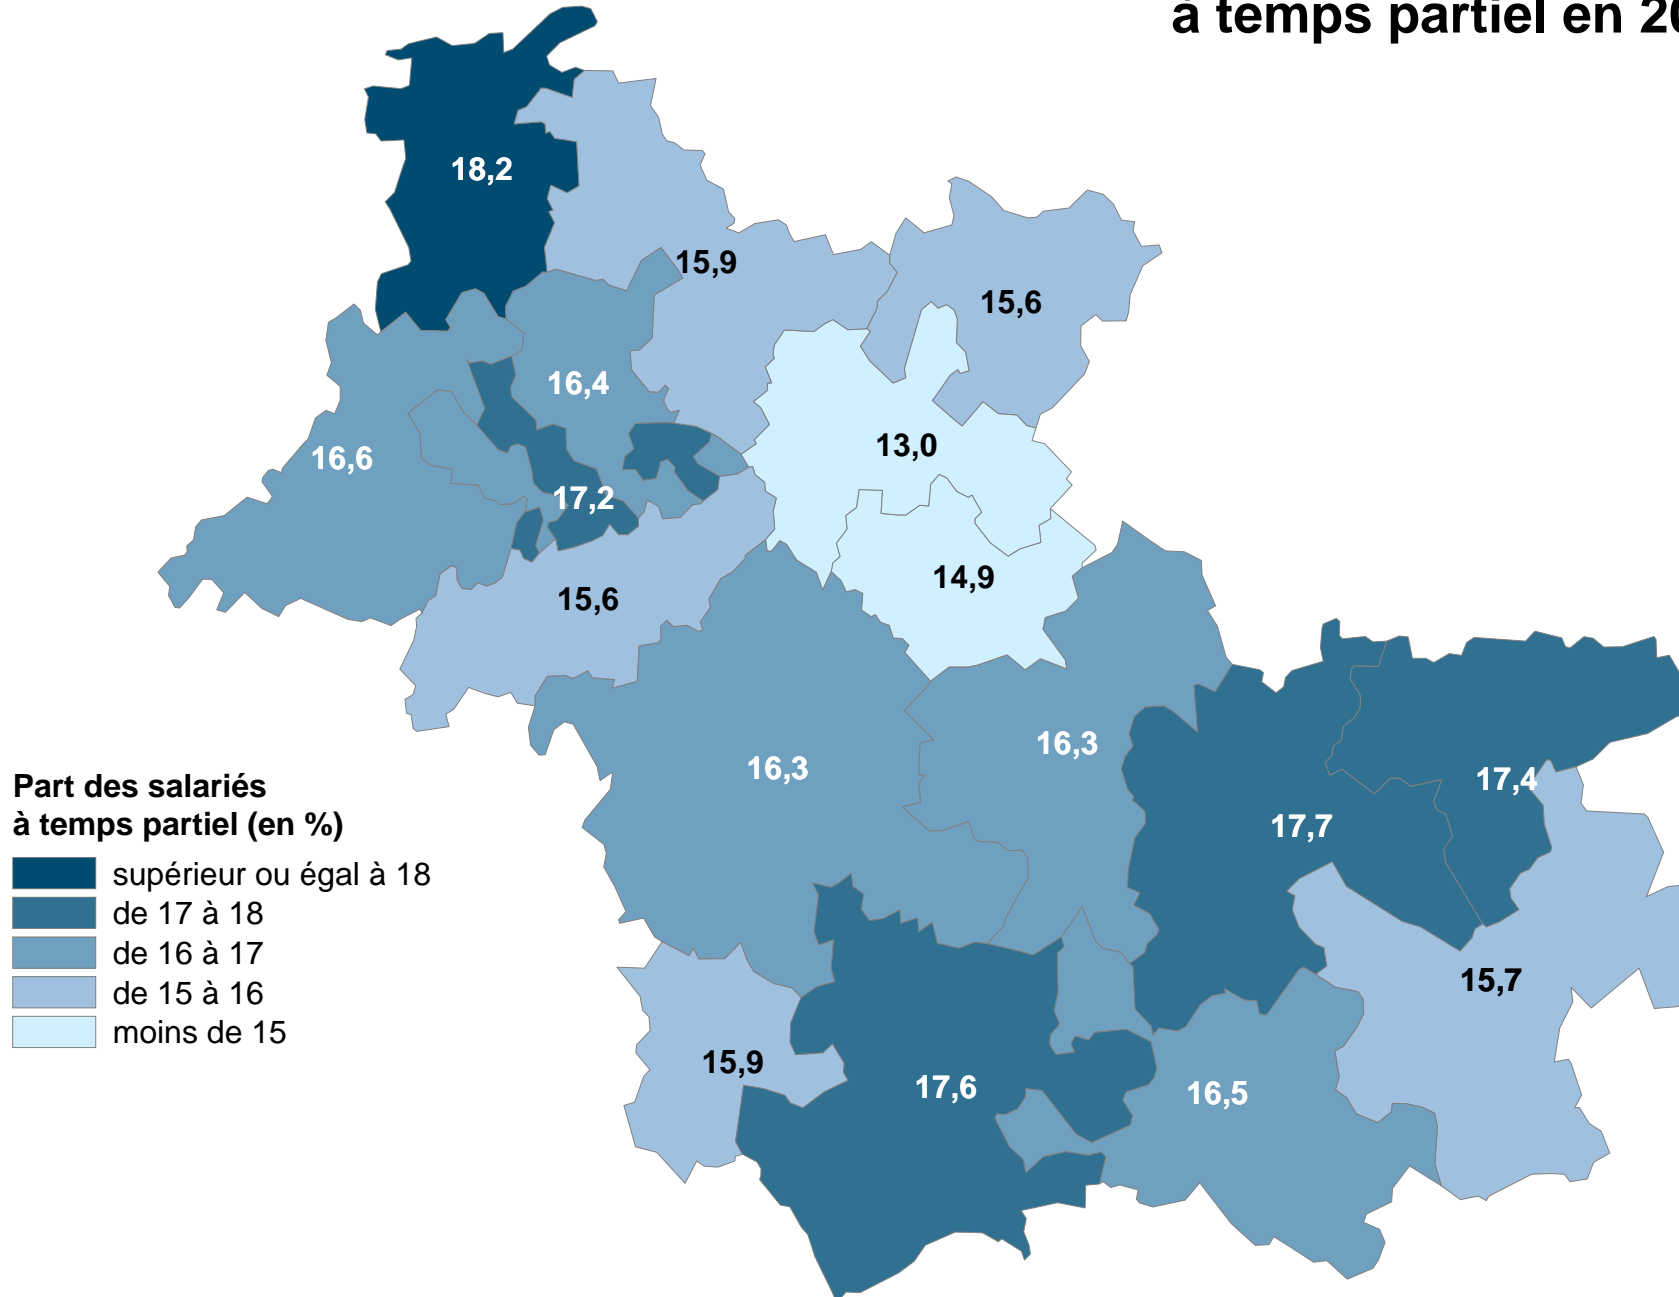 à temps partiel en 20
18,2
15,9
15,6
16,4
13,0
16,6
17,2
14,9
15,6
16,3
16,3
17,4
17,7
15,7
15,9
17,6
16,5
Part des salariés
à temps partiel (en %)
supérieur ou égal à 18
de 17 à 18
de 16 à 17
de 15 à 16
moins de 15